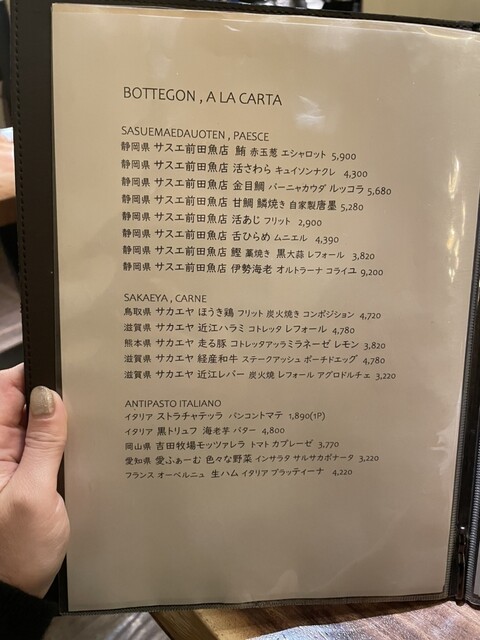 BOTTEGON , A LA CARTA
SASUEMAEDAUOTEN , PAESCE
静岡県 サスエ前田魚店 鮪 赤玉葱 エシャロット 5,900
静岡県 サスエ前田魚店 活さわら キュイソンナクレ 4,300
静岡県 サスエ前田魚店 金目鯛 バーニャカウダ ルッコラ 5,680
静岡県 サスエ前田魚店 甘鯛 鱗焼き 自家製唐墨 5,280
静岡県 サスエ前田魚店 活あじ フリット 2,900
静岡県 サスエ前田魚店 舌ひらめ ムニエル 4,390
静岡県 サスエ前田魚店 鰹 藁焼き 黒大蒜 レフォール 3,820
静岡県 サスエ前田魚店 伊勢海老 オルトラーナ コライユ 9,200
SAKAEYA , CARNE
鳥取県 サカエヤ ほうき鶏 フリット 炭火焼き コンポジション 4,720
滋賀県 サカエヤ 近江ハラミ コトレッタ レフォール 4,780
熊本県 サカエヤ 走る豚 コトレッタアッラミラネーゼ レモン 3,820
滋賀県 サカエヤ 経産和牛 ステークアッシュ ポーチドエッグ 4,780
滋賀県 サカエヤ 近江レバー 炭火焼 レフォール アグロドルチェ 3,220
ANTIPASTO ITALIANO
イタリア ストラチャテッラ パンコントマテ 1,890(1P)
イタリア 黒トリュフ 海老芋 バター 4,800
岡山県 吉田牧場モッツァレラ トマト カプレーゼ 3,770
愛知県 愛ふぁーむ 色々な野菜 インサラタ サルサカポナータ 3,220
フランス オーベルニュ 生ハム イタリア ブラッティーナ 4,220